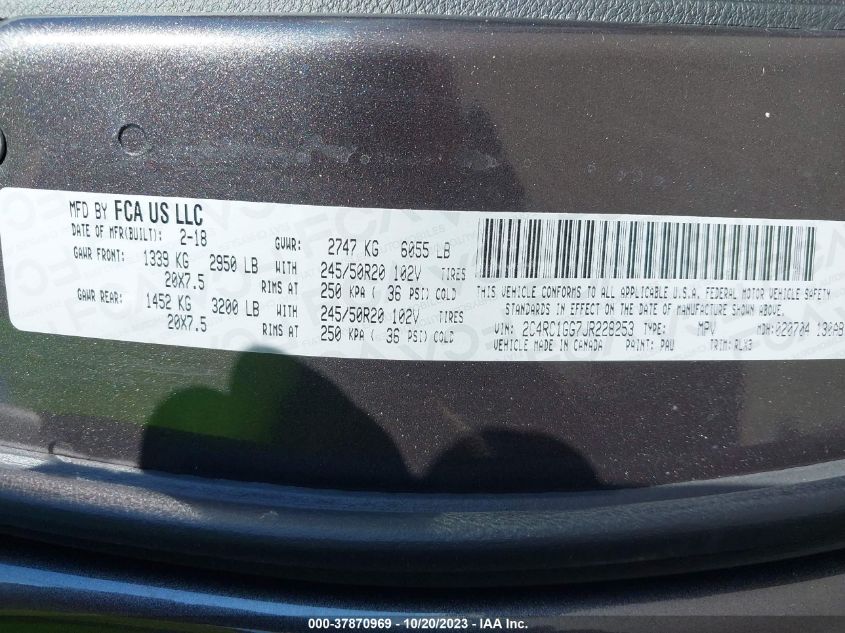 MFD BY FCA US LLC
DATE OF MFR(BUILT): 2-18 GVWR: 2747 KG 6055 LB
GAWR FRONT: 1339 KG 2950 LB WITH 245/50R20 102V TIRES
20X7.5 RIMS AT 250 KPA ( 36 PSI) COLD
GAWR REAR: 1452 KG 3200 LB WITH 245/50R20 102V TIRES
20X7.5 RIMS AT 250 KPA ( 36 PSI) COLD
THIS VEHICLE CONFORMS TO ALL APPLICABLE U.S.A. FEDERAL MOTOR VEHICLE SAFETY
STANDARDS IN EFFECT ON THE DATE OF MANUFACTURE SHOWN ABOVE
VIN: 2C4RC1GG7JR228253 TYPE: MPV MDH: 020704 130AB
VEHICLE MADE IN CANADA PAINT: PAU TRIM: RLX3
000-37870969 | 10/20/2023 | IAA Inc.